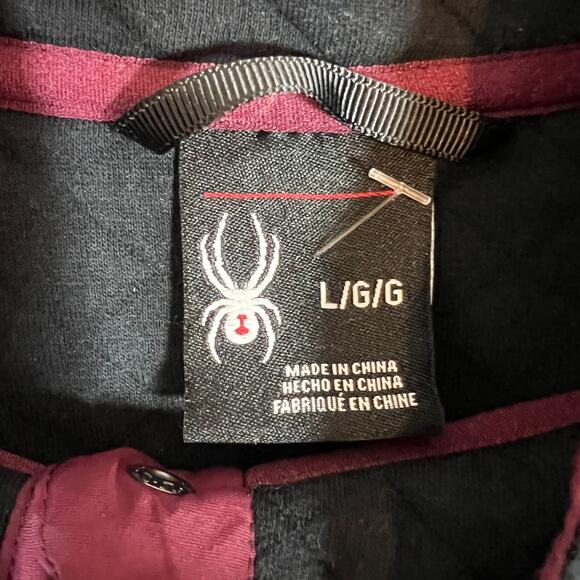 L/G/G
MADE IN CHINA
HECHO EN CHINA
FABRIQUÉ EN CHINE